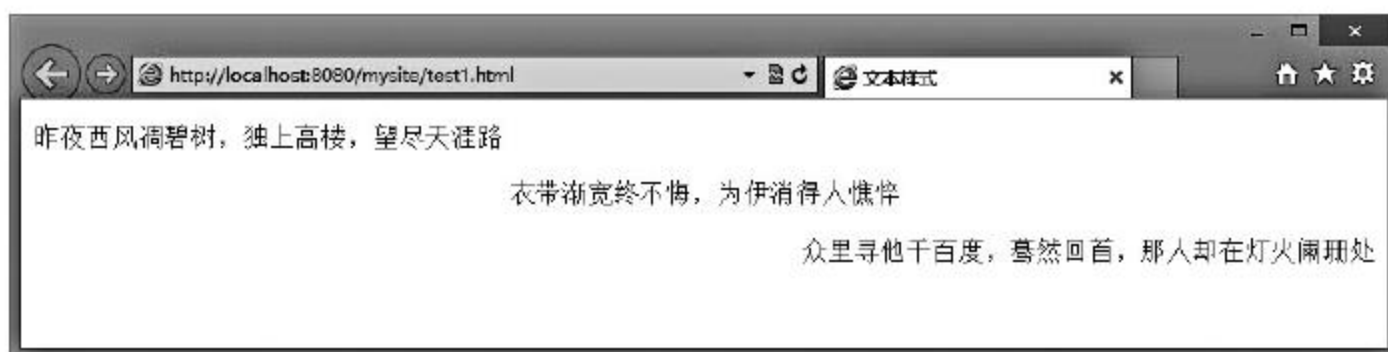 http://localhost:8080/mysite/test1.html
文本样式
昨夜西风凋碧树，独上高楼，望尽天涯路
衣带渐宽终不悔，为伊消得人憔悴
众里寻他千百度，蓦然回首，那人却在灯火阑珊处